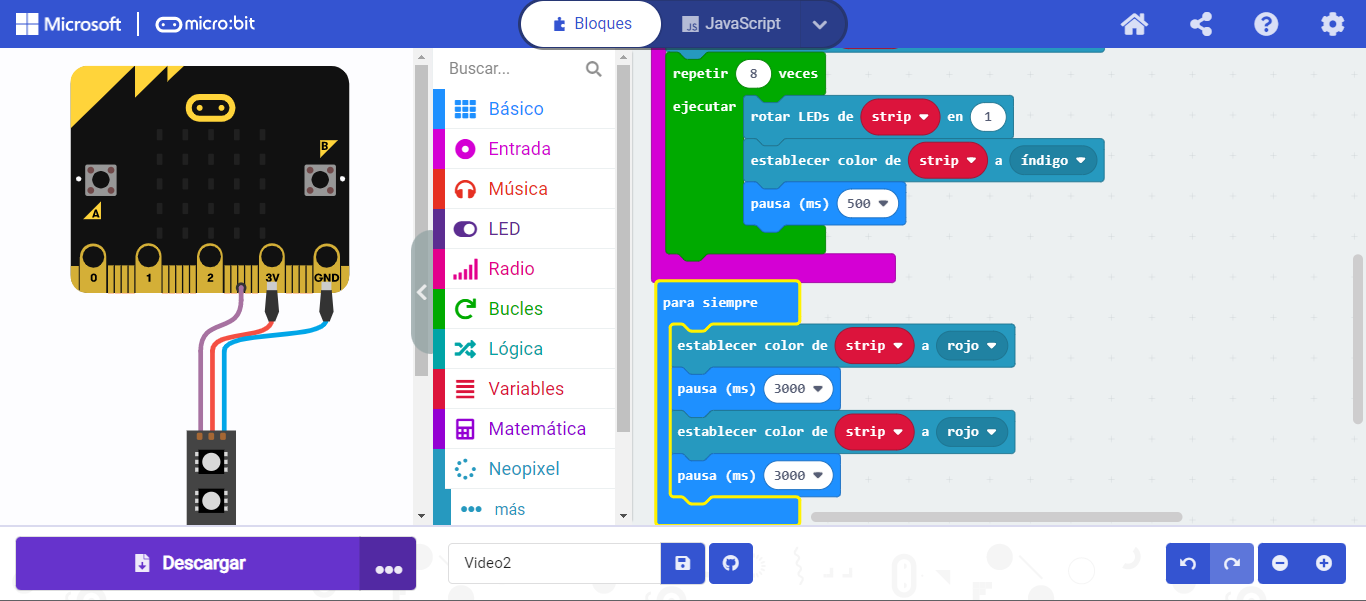 Microsoft
micro:bit
Bloques
JavaScript
B
A
0 1 2 3V GND
Buscar...
Básico
Entrada
Música
LED
Radio
Bucles
Lógica
Variables
Matemática
Neopixel
más
repetir 8 veces
ejecutar
rotar LEDs de strip en 1
establecer color de strip a índigo
pausa (ms) 500
para siempre
establecer color de strip a rojo
pausa (ms) 3000
establecer color de strip a rojo
pausa (ms) 3000
Descargar
Video2